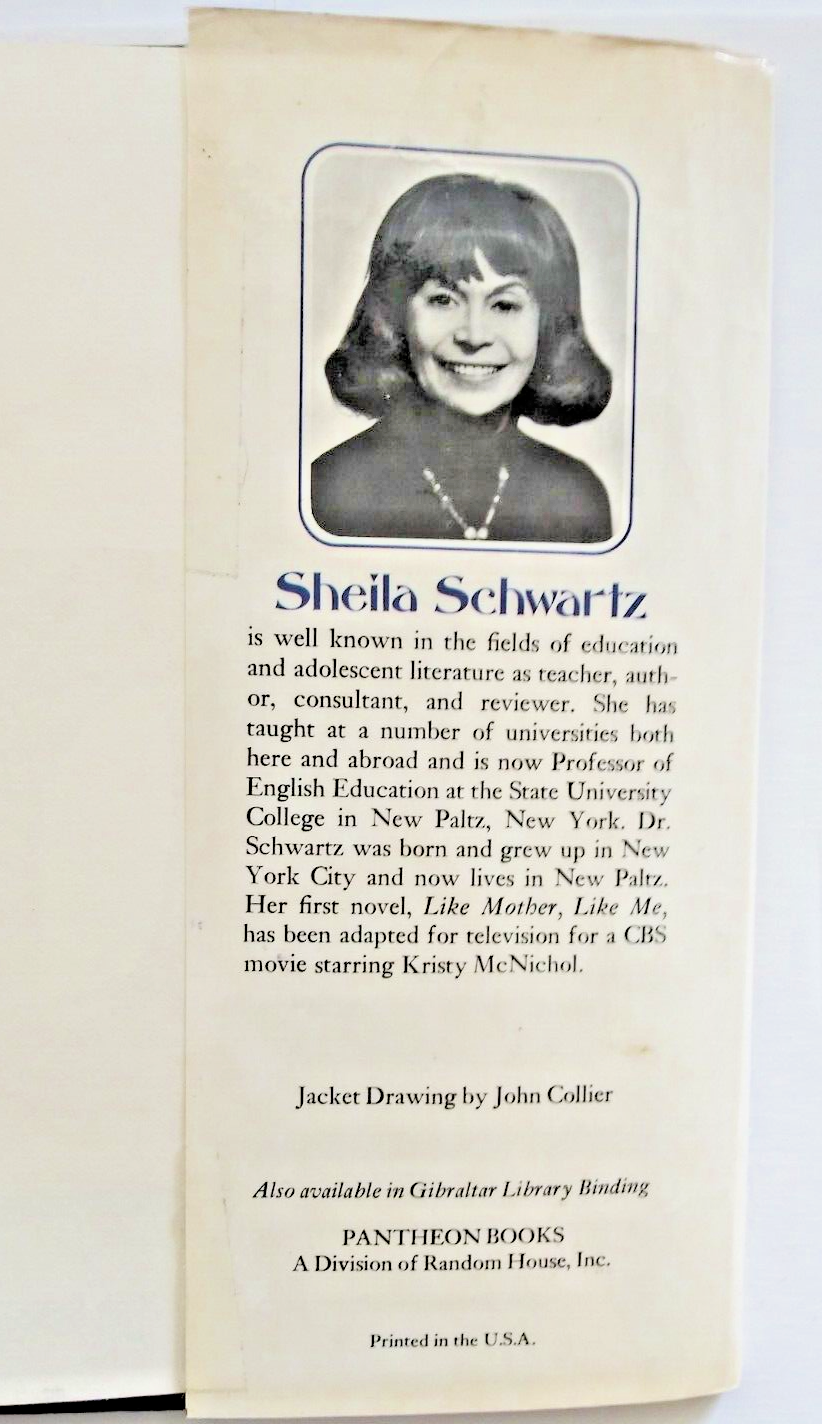 Sheila Schwartz
is well known in the fields of education
and adolescent literature as teacher, auth-
or, consultant, and reviewer. She has
taught at a number of universities both
here and abroad and is now Professor of
English Education at the State University
College in New Paltz, New York. Dr.
Schwartz was born and grew up in New
York City and now lives in New Paltz.
Her first novel, Like Mother, Like Me,
has been adapted for television for a CBS
movie starring Kristy McNichol.
Jacket Drawing by John Collier
Also available in Gibraltar Library Binding
PANTHEON BOOKS
A Division of Random House, Inc.
Printed in the U.S.A.